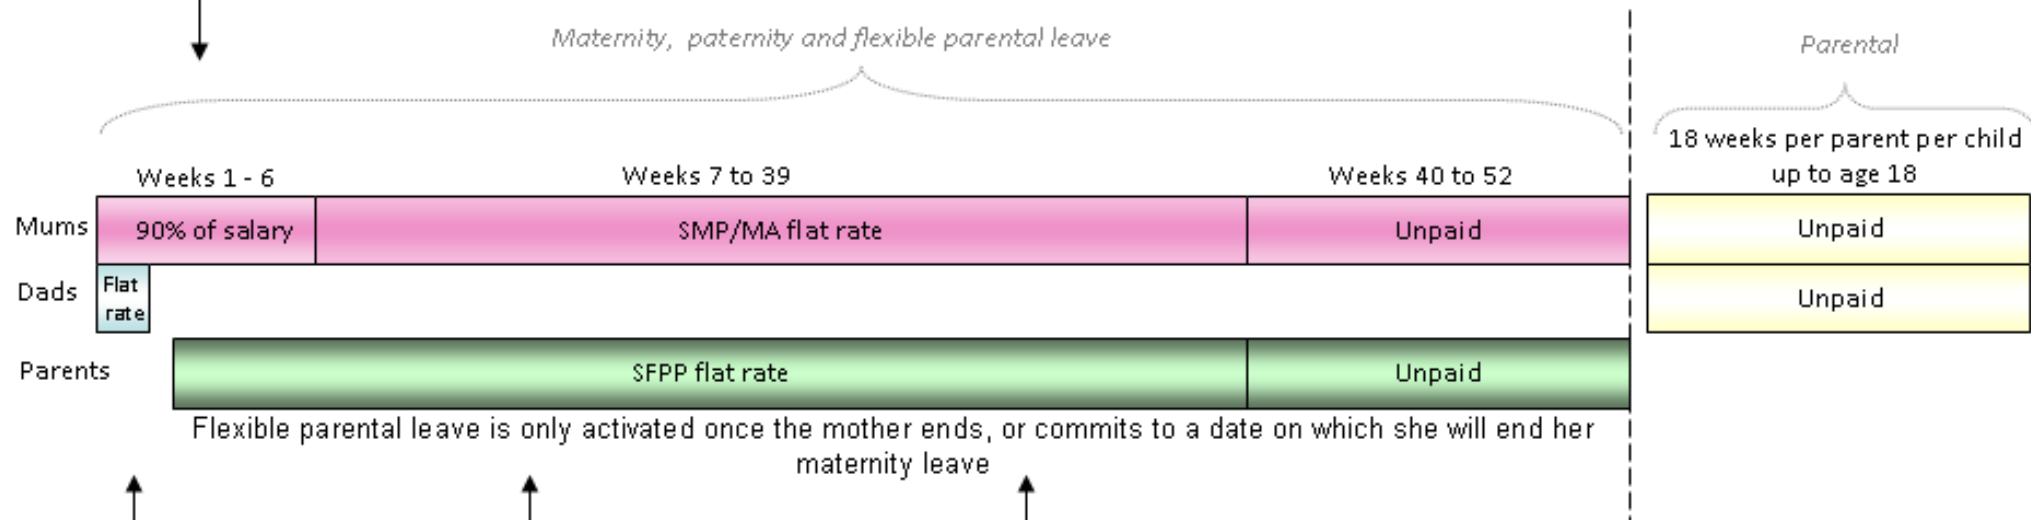 Maternity, paternity and flexible parental leave
Parental
18 weeks per parent per child
up to age 18
Weeks 1 - 6
Weeks 7 to 39
Weeks 40 to 52
Mums
90% of salary
SMP/MA flat rate
Unpaid
Unpaid
Dads
Flat
rate
Unpaid
Parents
SFPP flat rate
Unpaid
Flexible parental leave is only activated once the mother ends, or commits to a date on which she will end her
maternity leave